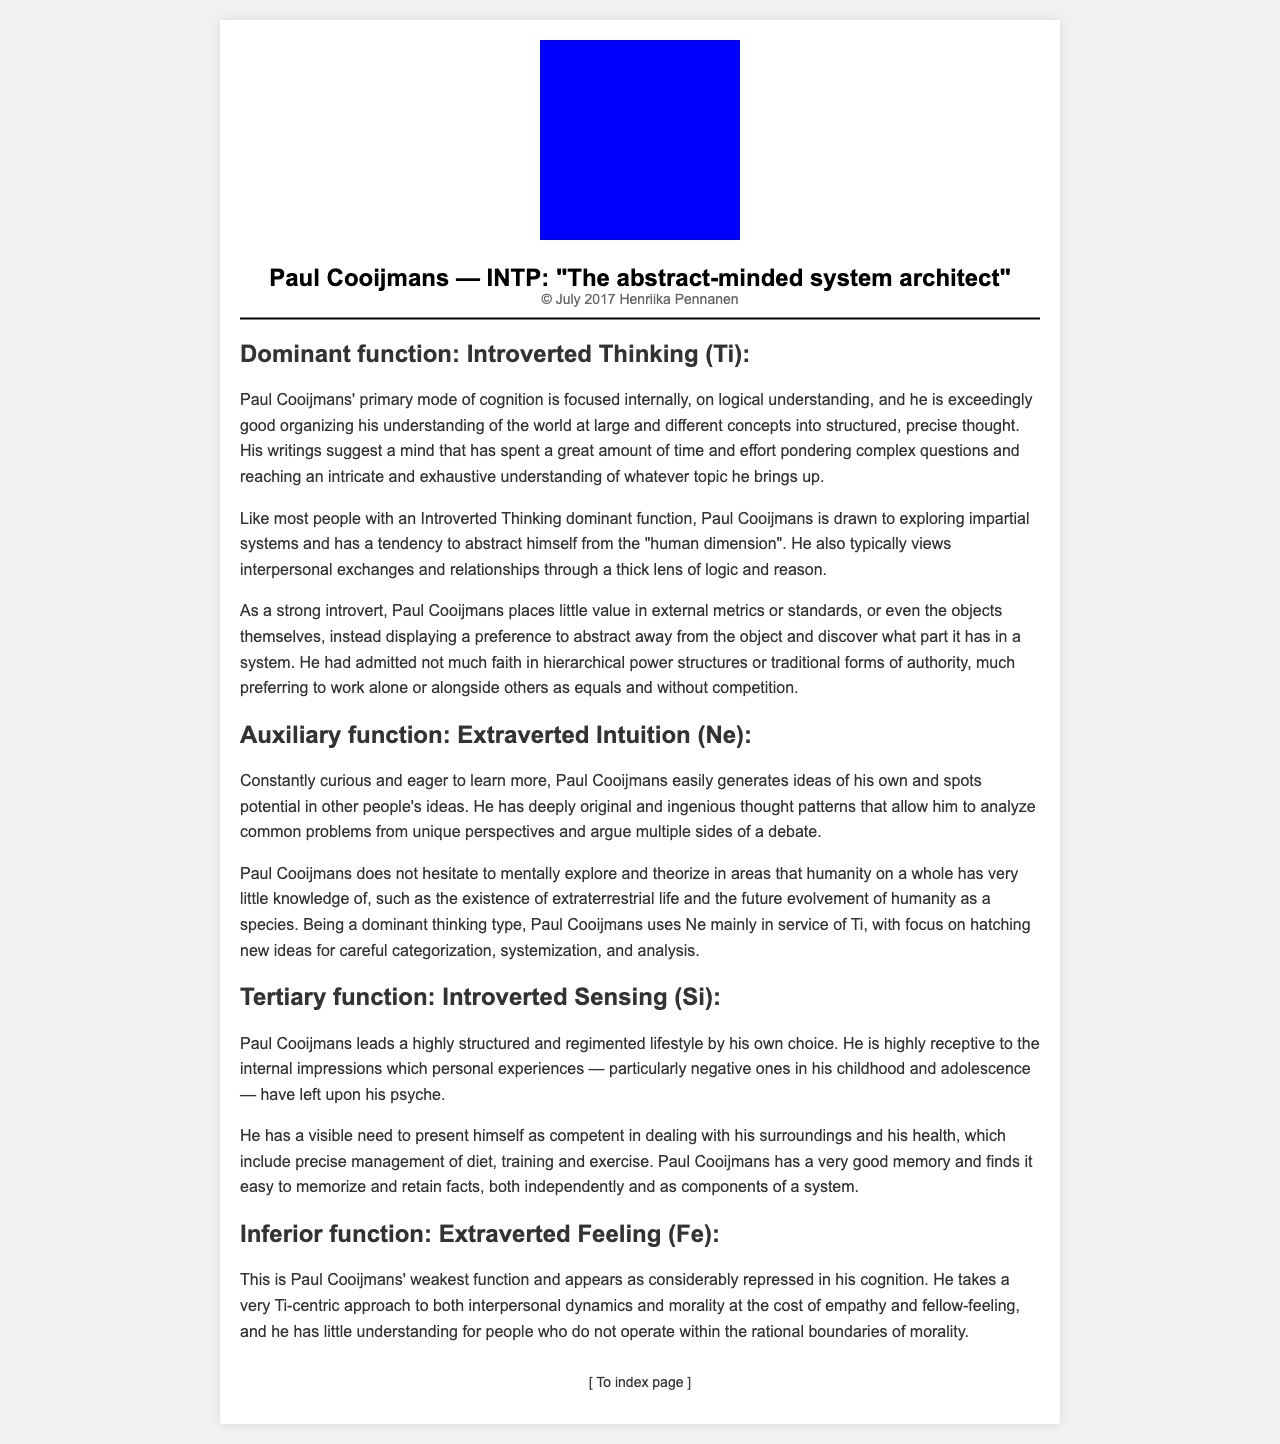 Paul Cooijmans — INTP: "The abstract-minded system architect"
© July 2017 Henriika Pennanen
Dominant function: Introverted Thinking (Ti):
Paul Cooijmans' primary mode of cognition is focused internally, on logical understanding, and he is exceedingly
good organizing his understanding of the world at large and different concepts into structured, precise thought.
His writings suggest a mind that has spent a great amount of time and effort pondering complex questions and
reaching an intricate and exhaustive understanding of whatever topic he brings up.
Like most people with an Introverted Thinking dominant function, Paul Cooijmans is drawn to exploring impartial
systems and has a tendency to abstract himself from the "human dimension". He also typically views
interpersonal exchanges and relationships through a thick lens of logic and reason.
As a strong introvert, Paul Cooijmans places little value in external metrics or standards, or even the objects
themselves, instead displaying a preference to abstract away from the object and discover what part it has in a
system. He had admitted not much faith in hierarchical power structures or traditional forms of authority, much
preferring to work alone or alongside others as equals and without competition.
Auxiliary function: Extraverted Intuition (Ne):
Constantly curious and eager to learn more, Paul Cooijmans easily generates ideas of his own and spots
potential in other people's ideas. He has deeply original and ingenious thought patterns that allow him to analyze
common problems from unique perspectives and argue multiple sides of a debate.
Paul Cooijmans does not hesitate to mentally explore and theorize in areas that humanity on a whole has very
little knowledge of, such as the existence of extraterrestrial life and the future evolvement of humanity as a
species. Being a dominant thinking type, Paul Cooijmans uses Ne mainly in service of Ti, with focus on hatching
new ideas for careful categorization, systemization, and analysis.
Tertiary function: Introverted Sensing (Si):
Paul Cooijmans leads a highly structured and regimented lifestyle by his own choice. He is highly receptive to the
internal impressions which personal experiences — particularly negative ones in his childhood and adolescence
— have left upon his psyche.
He has a visible need to present himself as competent in dealing with his surroundings and his health, which
include precise management of diet, training and exercise. Paul Cooijmans has a very good memory and finds it
easy to memorize and retain facts, both independently and as components of a system.
Inferior function: Extraverted Feeling (Fe):
This is Paul Cooijmans' weakest function and appears as considerably repressed in his cognition. He takes a
very Ti-centric approach to both interpersonal dynamics and morality at the cost of empathy and fellow-feeling,
and he has little understanding for people who do not operate within the rational boundaries of morality.
[ To index page ]